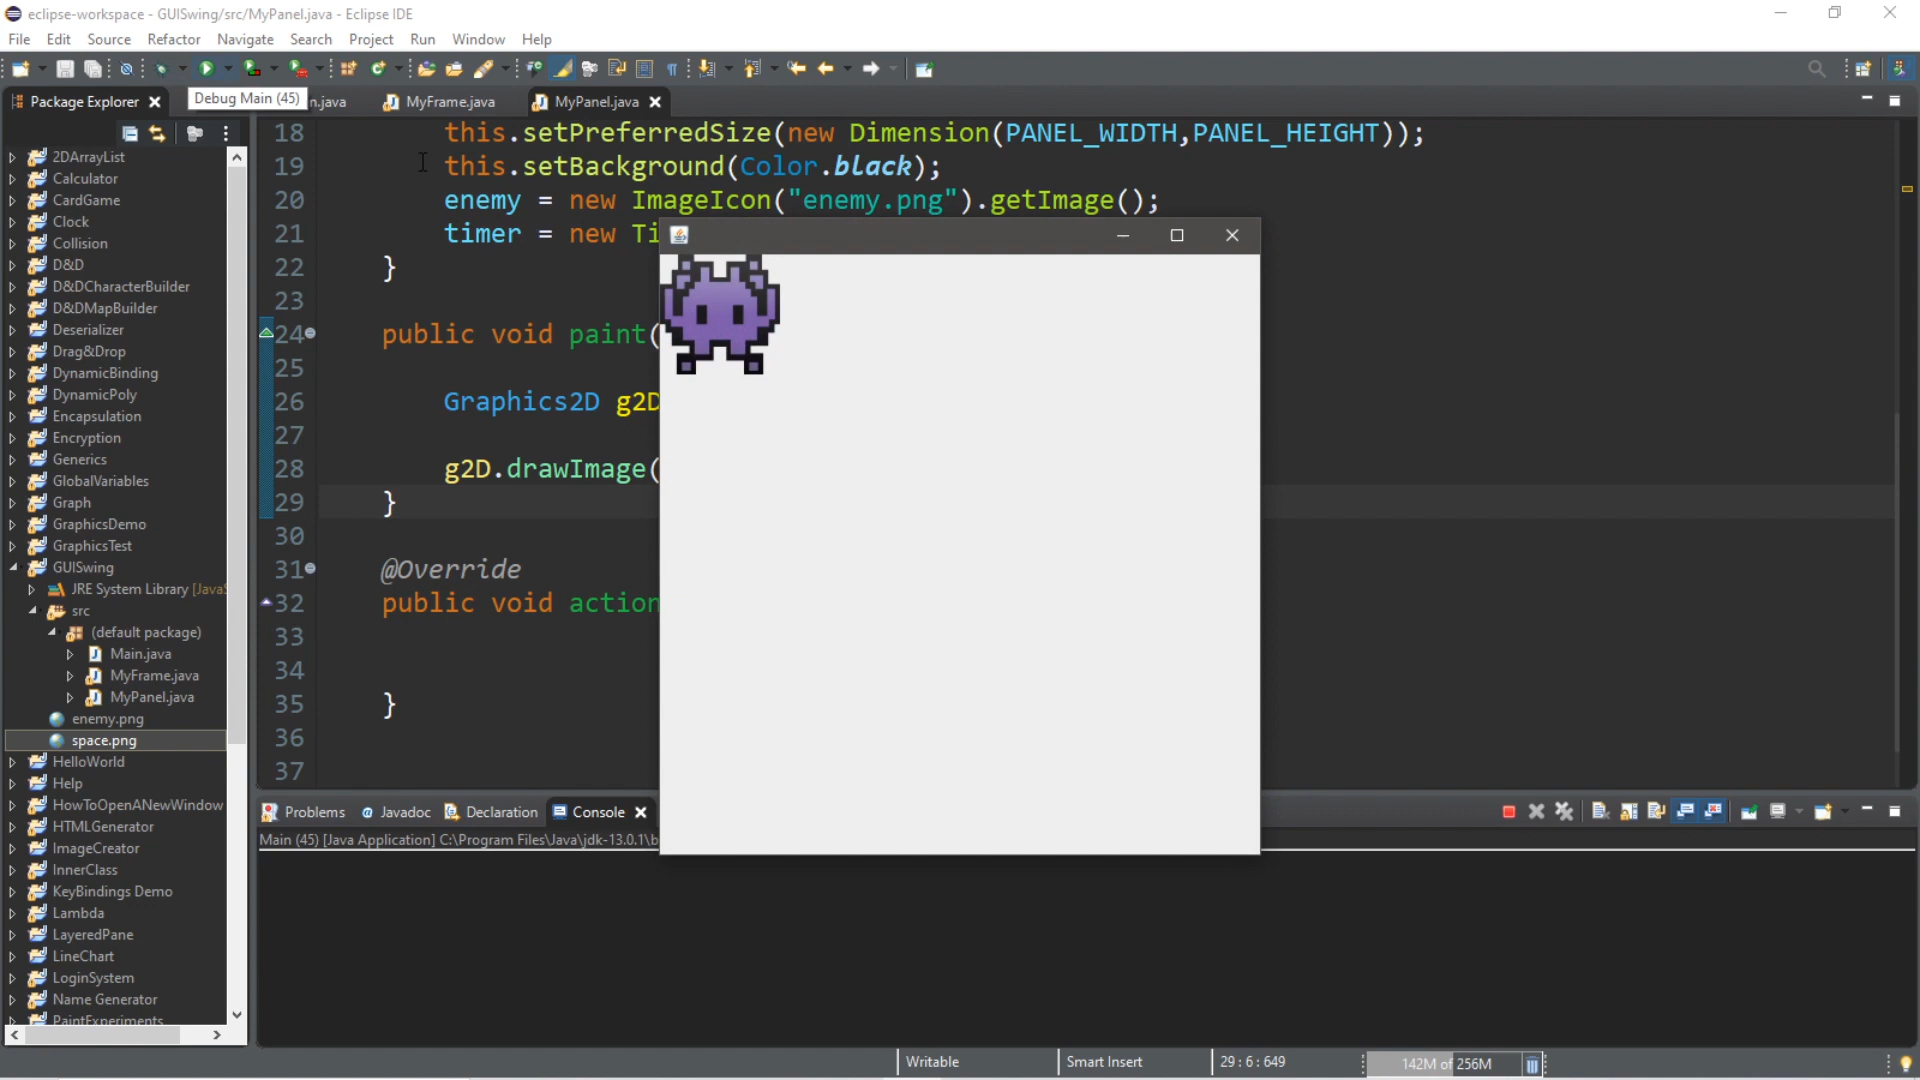 eclipse-workspace - GUISwing/src/MyPanel.java - Eclipse IDE
File Edit Source Refactor Navigate Search Project Run Window Help
Package Explorer
Debug Main (45)
n.java
MyFrame.java
MyPanel.java
2DArrayList
Calculator
CardGame
Clock
Collision
D&D
D&DCharacterBuilder
D&DMapBuilder
Deserializer
Drag&Drop
DynamicBinding
DynamicPoly
Encapsulation
Encryption
Generics
GlobalVariables
Graph
GraphicsDemo
GraphicsTest
GUISwing
JRE System Library [JavaS
src
(default package)
Main.java
MyFrame.java
MyPanel.java
enemy.png
space.png
HelloWorld
Help
HowToOpenANewWindow
HTMLGenerator
ImageCreator
InnerClass
KeyBindings Demo
Lambda
LayeredPane
LineChart
LoginSystem
Name Generator
PaintExperiments
18 this.setPreferredSize(new Dimension(PANEL_WIDTH,PANEL_HEIGHT));
19 this.setBackground(Color.black);
20 enemy = new ImageIcon("enemy.png").getImage();
21 timer = new Ti
22 }
23
24 public void paint(
25
26 Graphics2D g2D
27
28 g2D.drawImage(
29 }
30
31 @Override
32 public void action
33
34
35 }
36
37
Problems Javadoc Declaration Console
Main (45) [Java Application] C:\Program Files\Java\jdk-13.0.1\b
Writable Smart Insert 29 : 6 : 649 142M of 256M